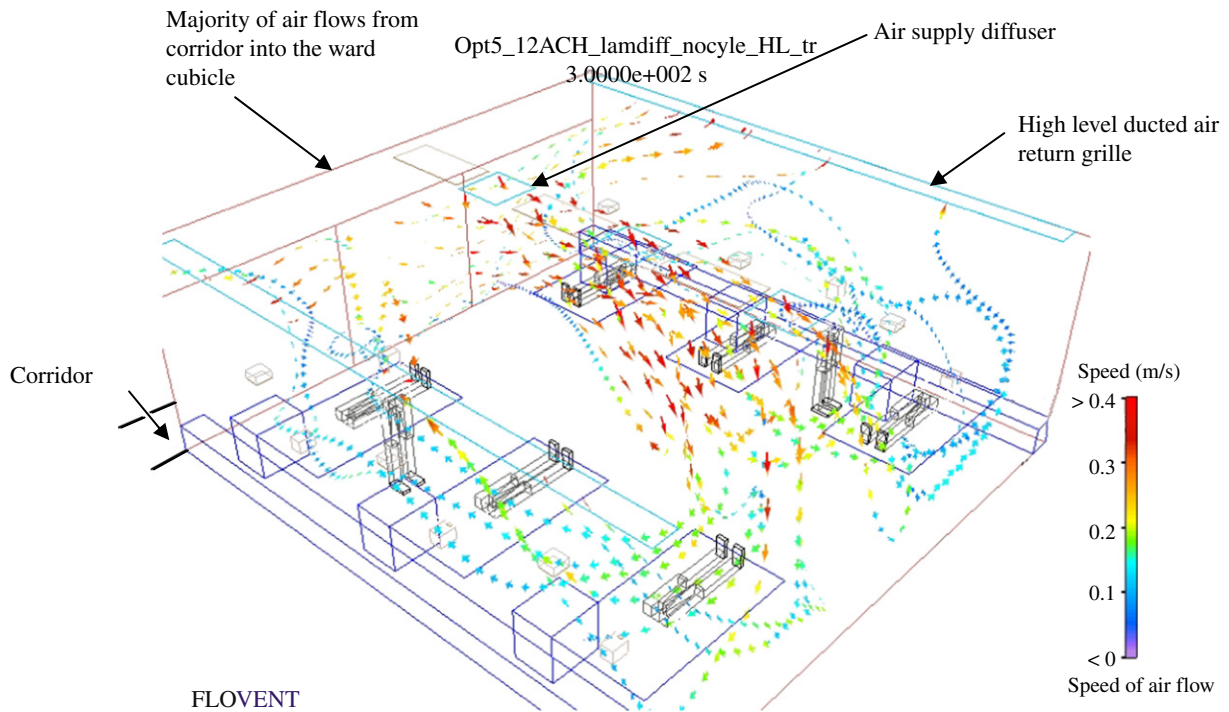 Majority of air flows from
corridor into the ward
cubicle
Opt5_12ACH_lamdiff_nocyle_HL_tr
3.0000e+002 s
Air supply diffuser
High level ducted air
return grille
Corridor
Speed (m/s)
> 0.4
0.3
0.2
0.1
< 0
Speed of air flow
FLOVENT